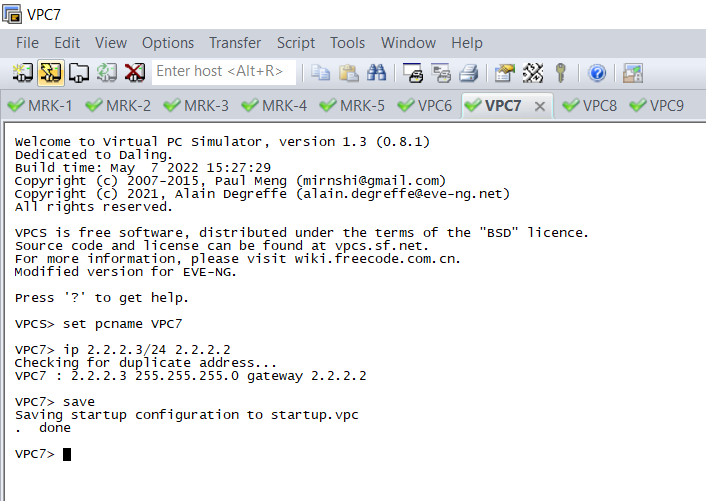 VPC7
File Edit View Options Transfer Script Tools Window Help
Enter host <Alt+R>
MRK-1 MRK-2 MRK-3 MRK-4 MRK-5 VPC6 VPC7 VPC8 VPC9
Welcome to Virtual PC Simulator, version 1.3 (0.8.1)
Dedicated to Daling.
Build time: May  7 2022 15:27:29
Copyright (c) 2007-2015, Paul Meng (mirnshi@gmail.com)
Copyright (c) 2021, Alain Degreffe (alain.degreffe@eve-ng.net)
All rights reserved.
VPCS is free software, distributed under the terms of the "BSD" licence.
Source code and license can be found at vpcs.sf.net.
For more information, please visit wiki.freecode.com.cn.
Modified version for EVE-NG.
Press '?' to get help.
VPCS> set pcname VPC7
VPC7> ip 2.2.2.3/24 2.2.2.2
Checking for duplicate address...
VPC7 : 2.2.2.3 255.255.255.0 gateway 2.2.2.2
VPC7> save
Saving startup configuration to startup.vpc
.  done
VPC7>